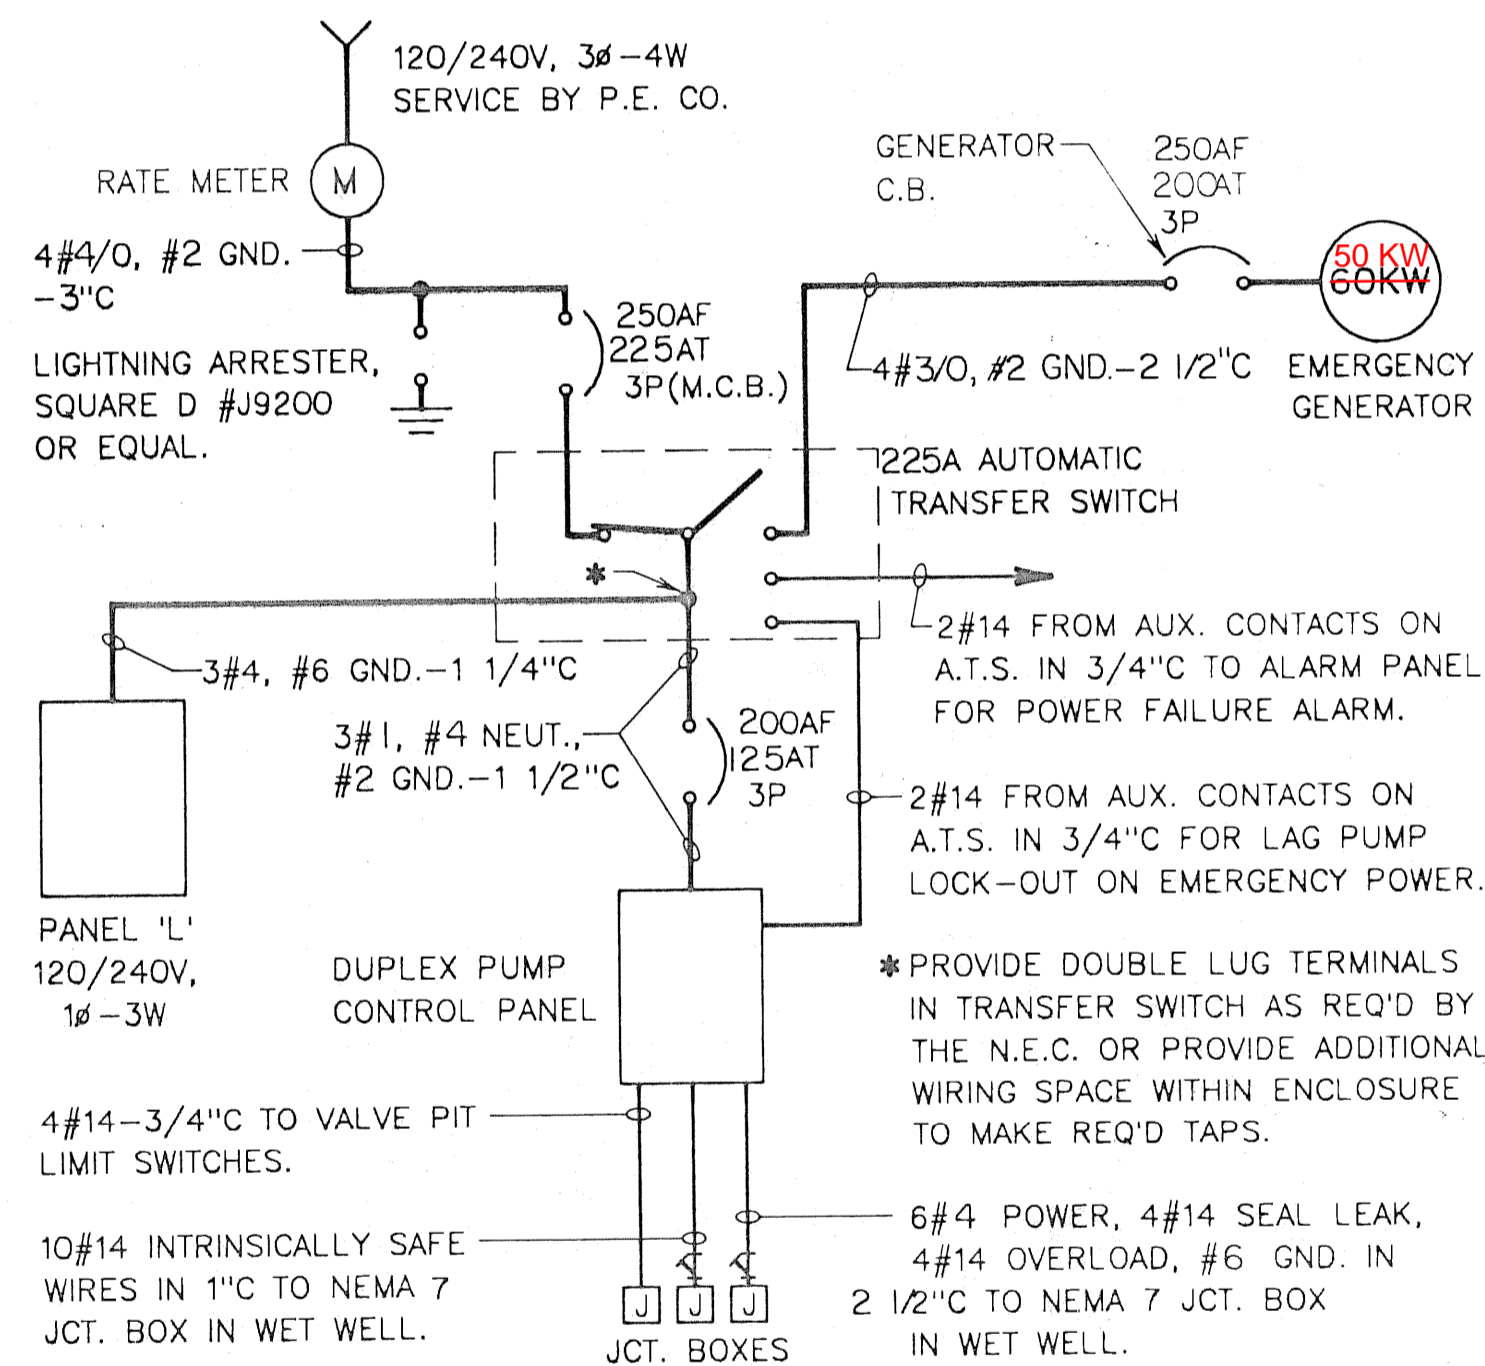 120/240V, 3ø-4W
SERVICE BY P.E. CO.
RATE METER
M
4#4/0, #2 GND.
-3"C
LIGHTNING ARRESTER,
SQUARE D #J9200
OR EQUAL.
250AF
225AT
3P(M.C.B.)
GENERATOR
C.B.
250AF
200AT
3P
50 KW
60KW
EMERGENCY
GENERATOR
4#3/0, #2 GND.-2 1/2"C
225A AUTOMATIC
TRANSFER SWITCH
*
2#14 FROM AUX. CONTACTS ON
A.T.S. IN 3/4"C TO ALARM PANEL
FOR POWER FAILURE ALARM.
3#4, #6 GND.-1 1/4"C
3#1, #4 NEUT.,
#2 GND.-1 1/2"C
200AF
125AT
3P
2#14 FROM AUX. CONTACTS ON
A.T.S. IN 3/4"C FOR LAG PUMP
LOCK-OUT ON EMERGENCY POWER.
PANEL 'L'
120/240V,
1ø-3W
DUPLEX PUMP
CONTROL PANEL
* PROVIDE DOUBLE LUG TERMINALS
IN TRANSFER SWITCH AS REQ'D BY
THE N.E.C. OR PROVIDE ADDITIONAL
WIRING SPACE WITHIN ENCLOSURE
TO MAKE REQ'D TAPS.
4#14-3/4"C TO VALVE PIT
LIMIT SWITCHES.
10#14 INTRINSICALLY SAFE
WIRES IN 1"C TO NEMA 7
JCT. BOX IN WET WELL.
J
J
J
JCT. BOXES
6#4 POWER, 4#14 SEAL LEAK,
4#14 OVERLOAD, #6 GND. IN
2 1/2"C TO NEMA 7 JCT. BOX
IN WET WELL.